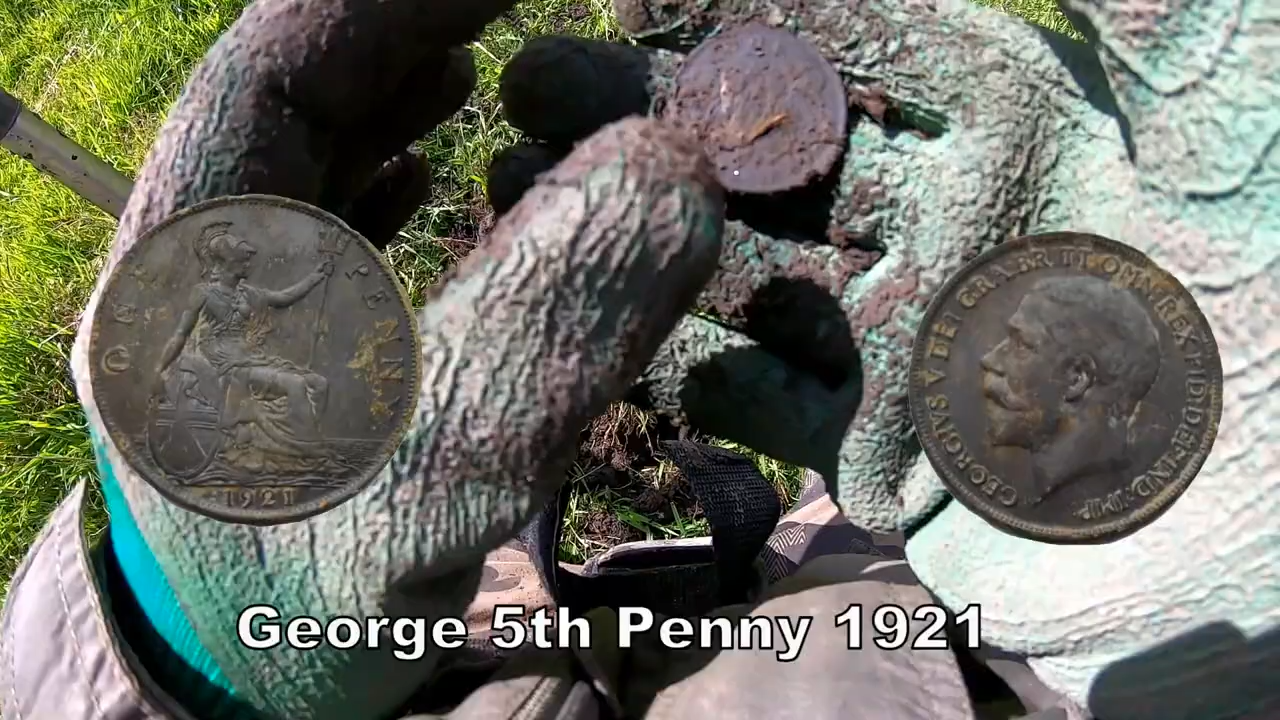 ONE PENNY
1921
GEORGIVS V DEI GRA: BRITT: OMN: REX FID: DEF: IND: IMP:
George 5th Penny 1921